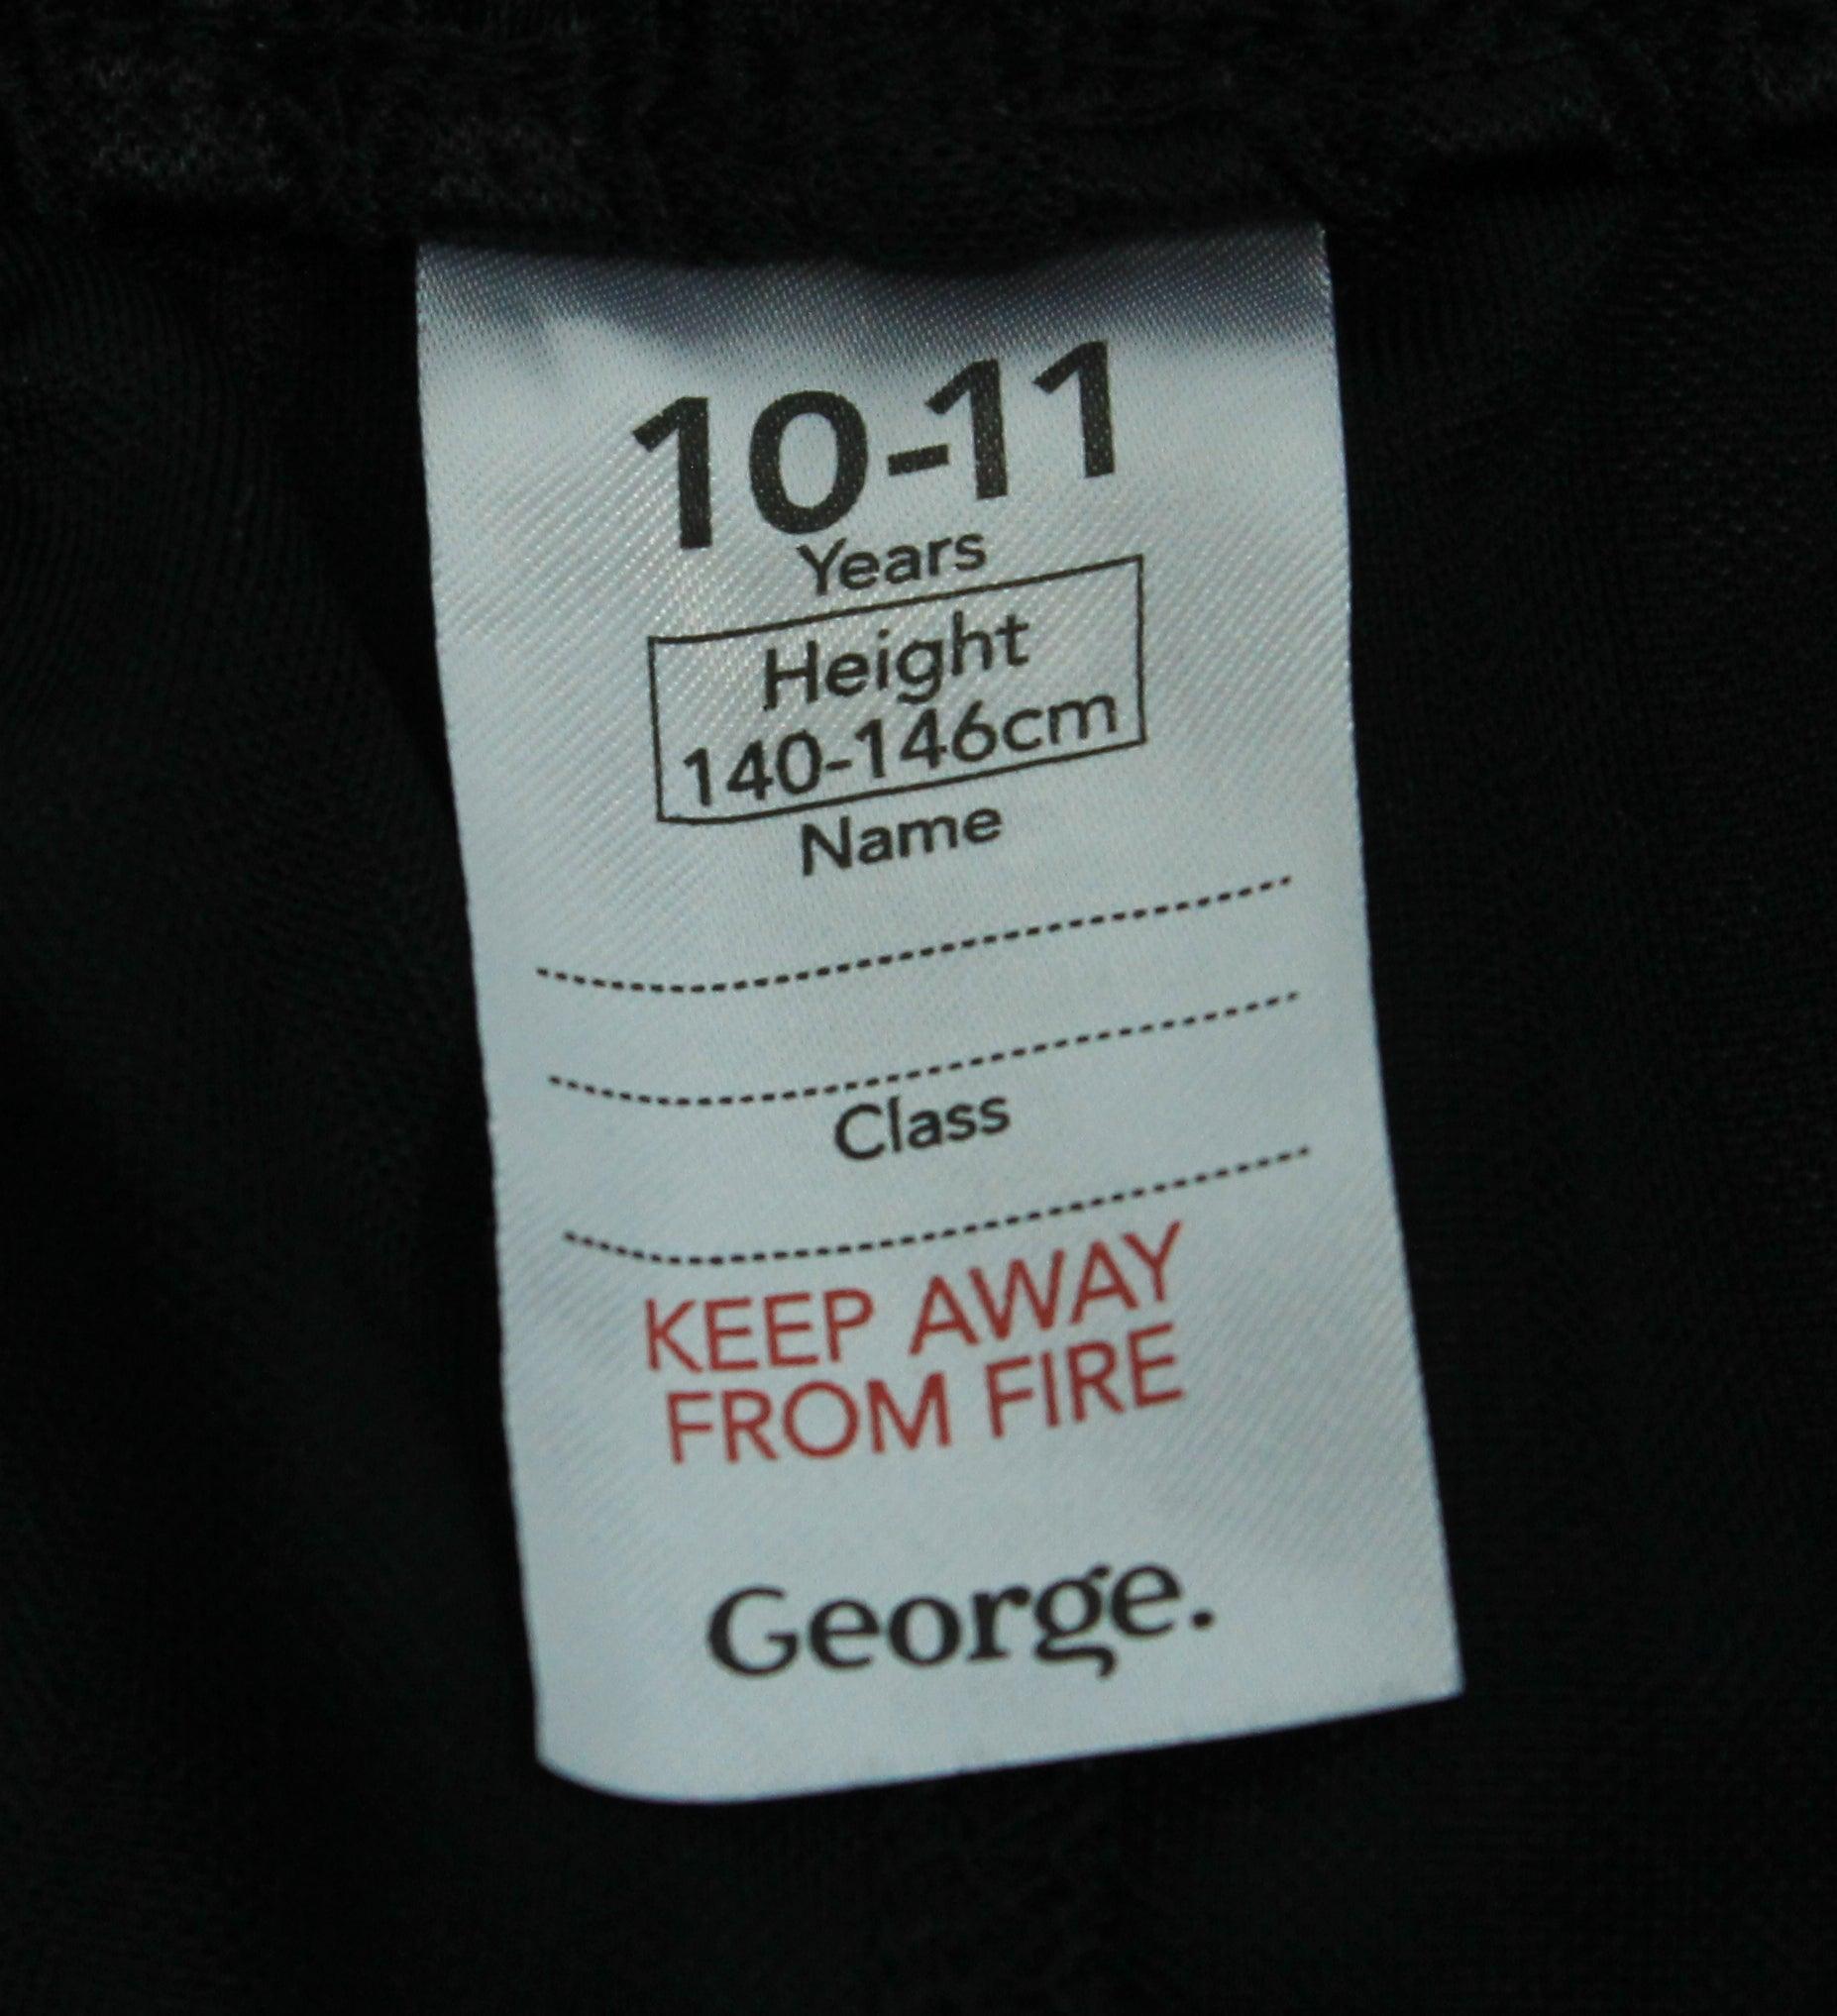 10-11
Years
Height
140-146cm
Name
Class
KEEP AWAY
FROM FIRE
George.